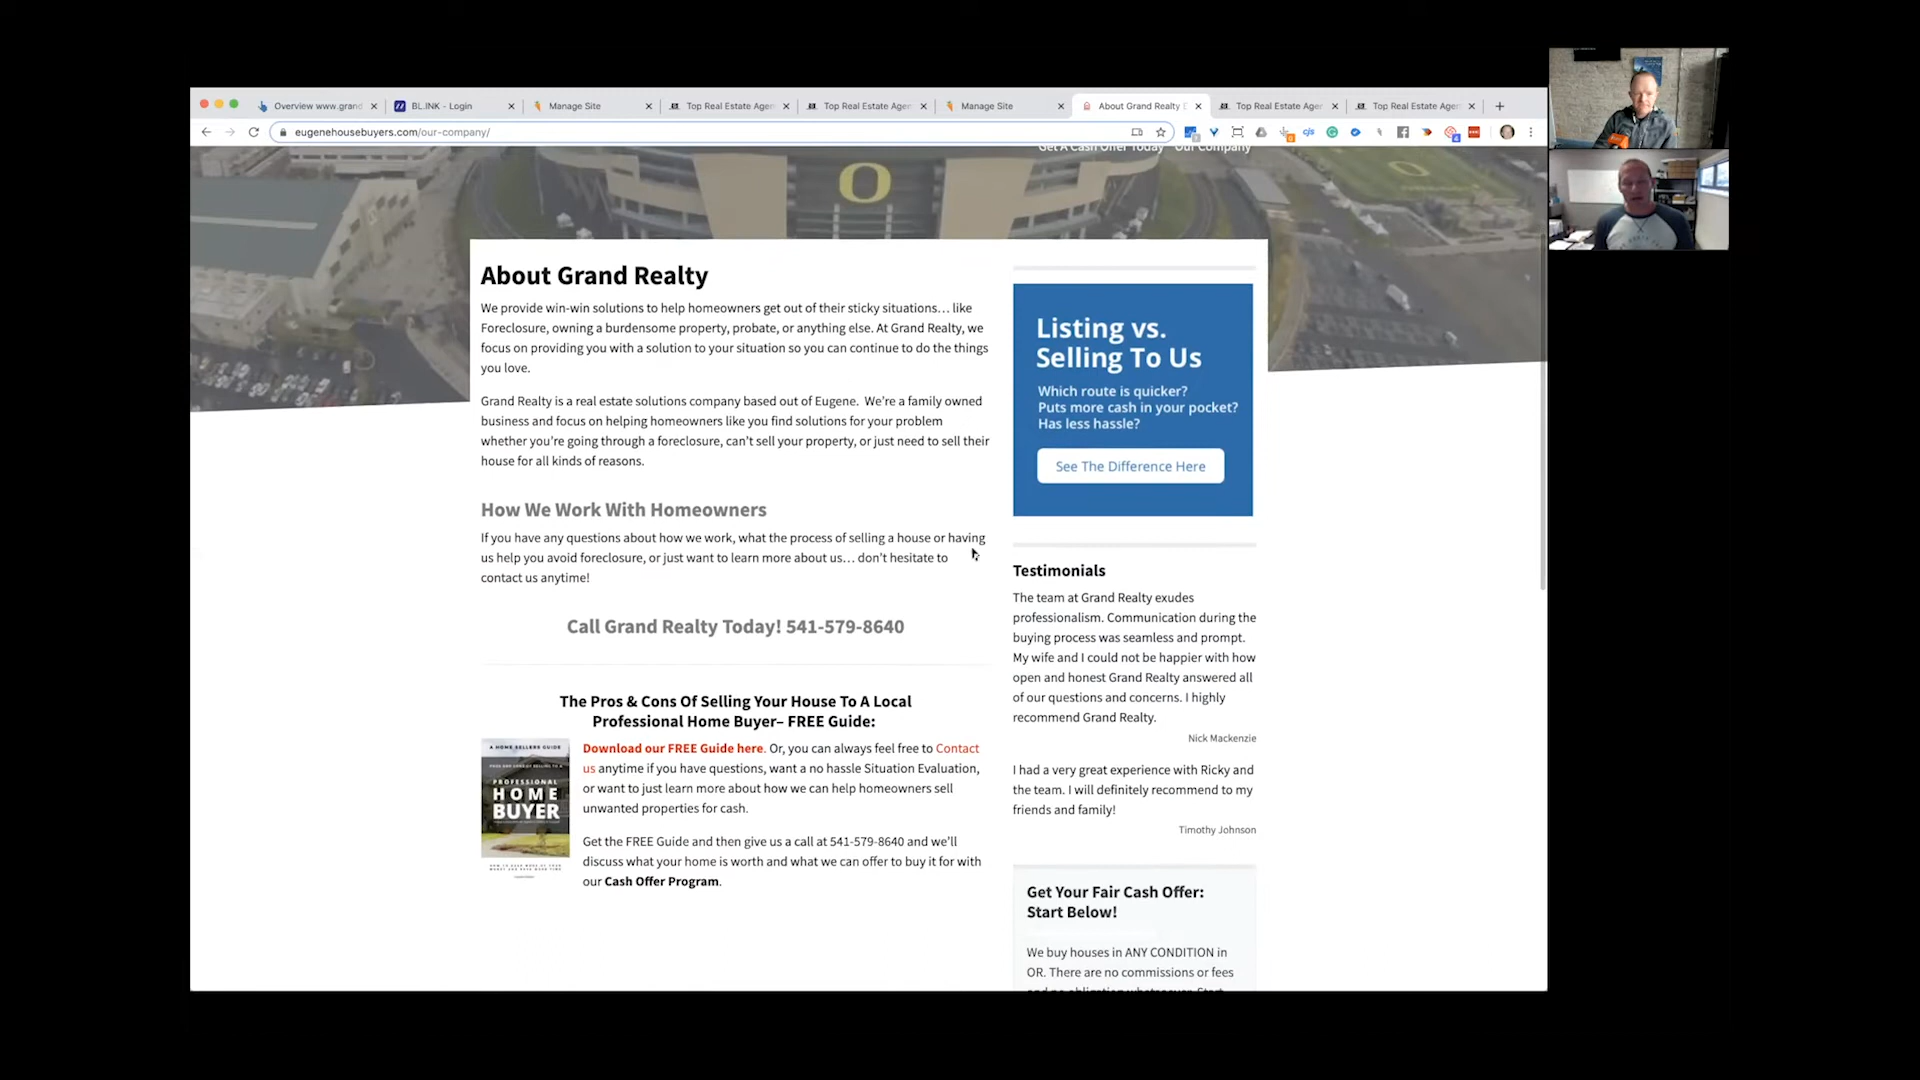 Overview www.grand
BL.INK - Login
Manage Site
Top Real Estate Agen
Top Real Estate Agen
Manage Site
About Grand Realty E
Top Real Estate Agen
Top Real Estate Agen
eugenehousebuyers.com/our-company/
Get A Cash Offer Today Our Company
O
About Grand Realty
We provide win-win solutions to help homeowners get out of their sticky situations… like
Foreclosure, owning a burdensome property, probate, or anything else. At Grand Realty, we
focus on providing you with a solution to your situation so you can continue to do the things
you love.
Grand Realty is a real estate solutions company based out of Eugene. We’re a family owned
business and focus on helping homeowners like you find solutions for your problem
whether you’re going through a foreclosure, can’t sell your property, or just need to sell their
house for all kinds of reasons.
How We Work With Homeowners
If you have any questions about how we work, what the process of selling a house or having
us help you avoid foreclosure, or just want to learn more about us… don’t hesitate to
contact us anytime!
Call Grand Realty Today! 541-579-8640
The Pros & Cons Of Selling Your House To A Local
Professional Home Buyer– FREE Guide:
A HOME SELLERS GUIDE
PROFESSIONAL
HOME
BUYER
Download our FREE Guide here. Or, you can always feel free to Contact
us anytime if you have questions, want a no hassle Situation Evaluation,
or want to just learn more about how we can help homeowners sell
unwanted properties for cash.
Get the FREE Guide and then give us a call at 541-579-8640 and we’ll
discuss what your home is worth and what we can offer to buy it for with
our Cash Offer Program.
Listing vs.
Selling To Us
Which route is quicker?
Puts more cash in your pocket?
Has less hassle?
See The Difference Here
Testimonials
The team at Grand Realty exudes
professionalism. Communication during the
buying process was seamless and prompt.
My wife and I could not be happier with how
open and honest Grand Realty answered all
of our questions and concerns. I highly
recommend Grand Realty.
Nick Mackenzie
I had a very great experience with Ricky and
the team. I will definitely recommend to my
friends and family!
Timothy Johnson
Get Your Fair Cash Offer:
Start Below!
We buy houses in ANY CONDITION in
OR. There are no commissions or fees